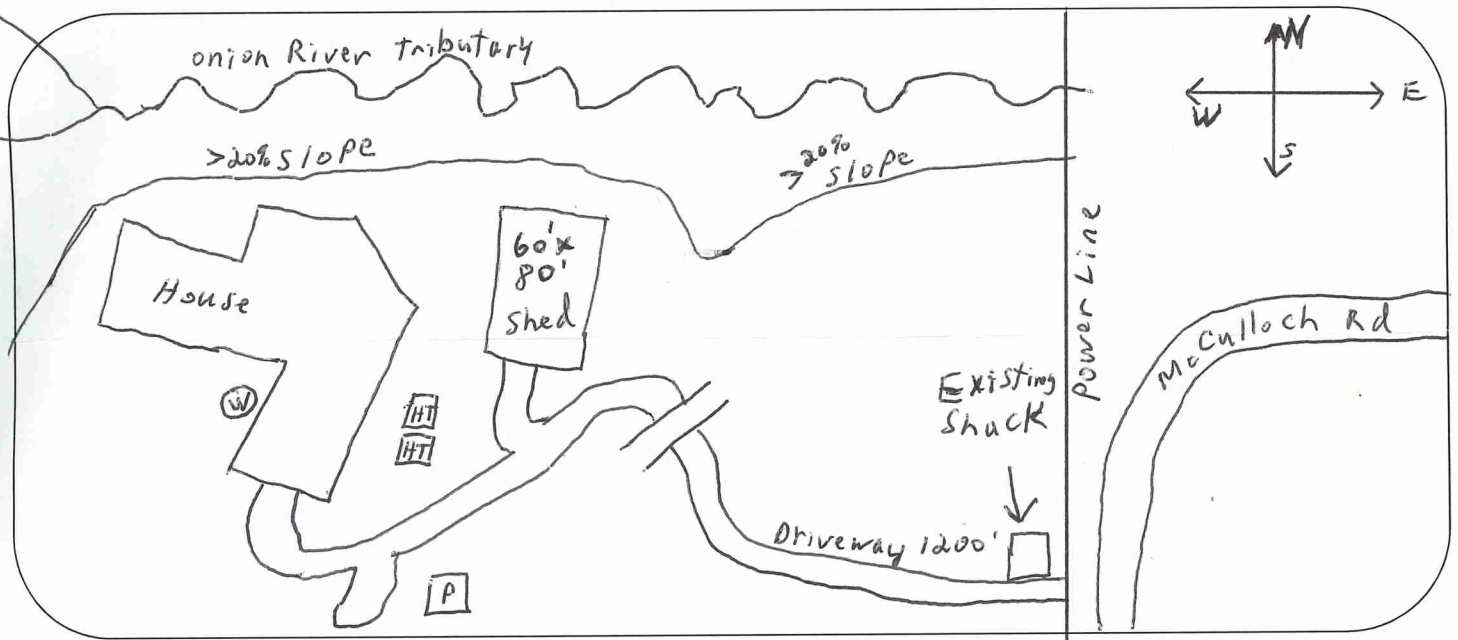 onion River tributary
N
W
E
S
>20% slope
>20%
slope
House
60'x
80'
shed
Power Line
McCulloch Rd
Existing
Shack
W
HT
HT
Driveway 1200'
P